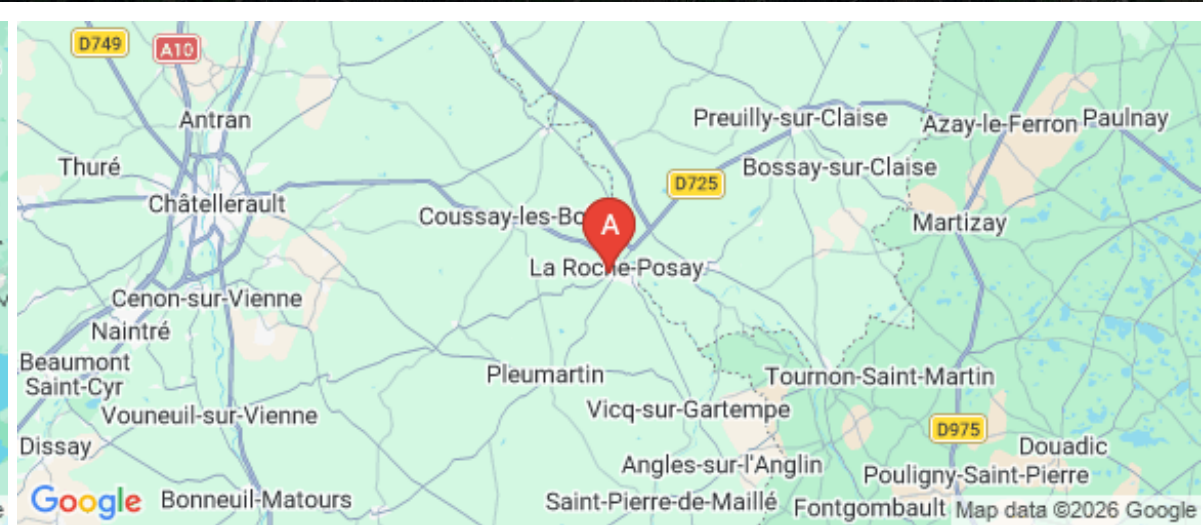 D749
A10
Antran
Preuilly-sur-Claise
Azay-le-Ferron
Paulnay
Thuré
Bossay-sur-Claise
D725
Châtellerault
Coussay-les-Bo
A
Martizay
La Roche-Posay
Cenon-sur-Vienne
Naintré
Beaumont
Saint-Cyr
Pleumartin
Tournon-Saint-Martin
Vouneuil-sur-Vienne
Vicq-sur-Gartempe
D975
Dissay
Douadic
Angles-sur-l'Anglin
Pouligny-Saint-Pierre
Google
Bonneuil-Matours
Saint-Pierre-de-Maillé
Fontgombault
Map data ©2026 Google